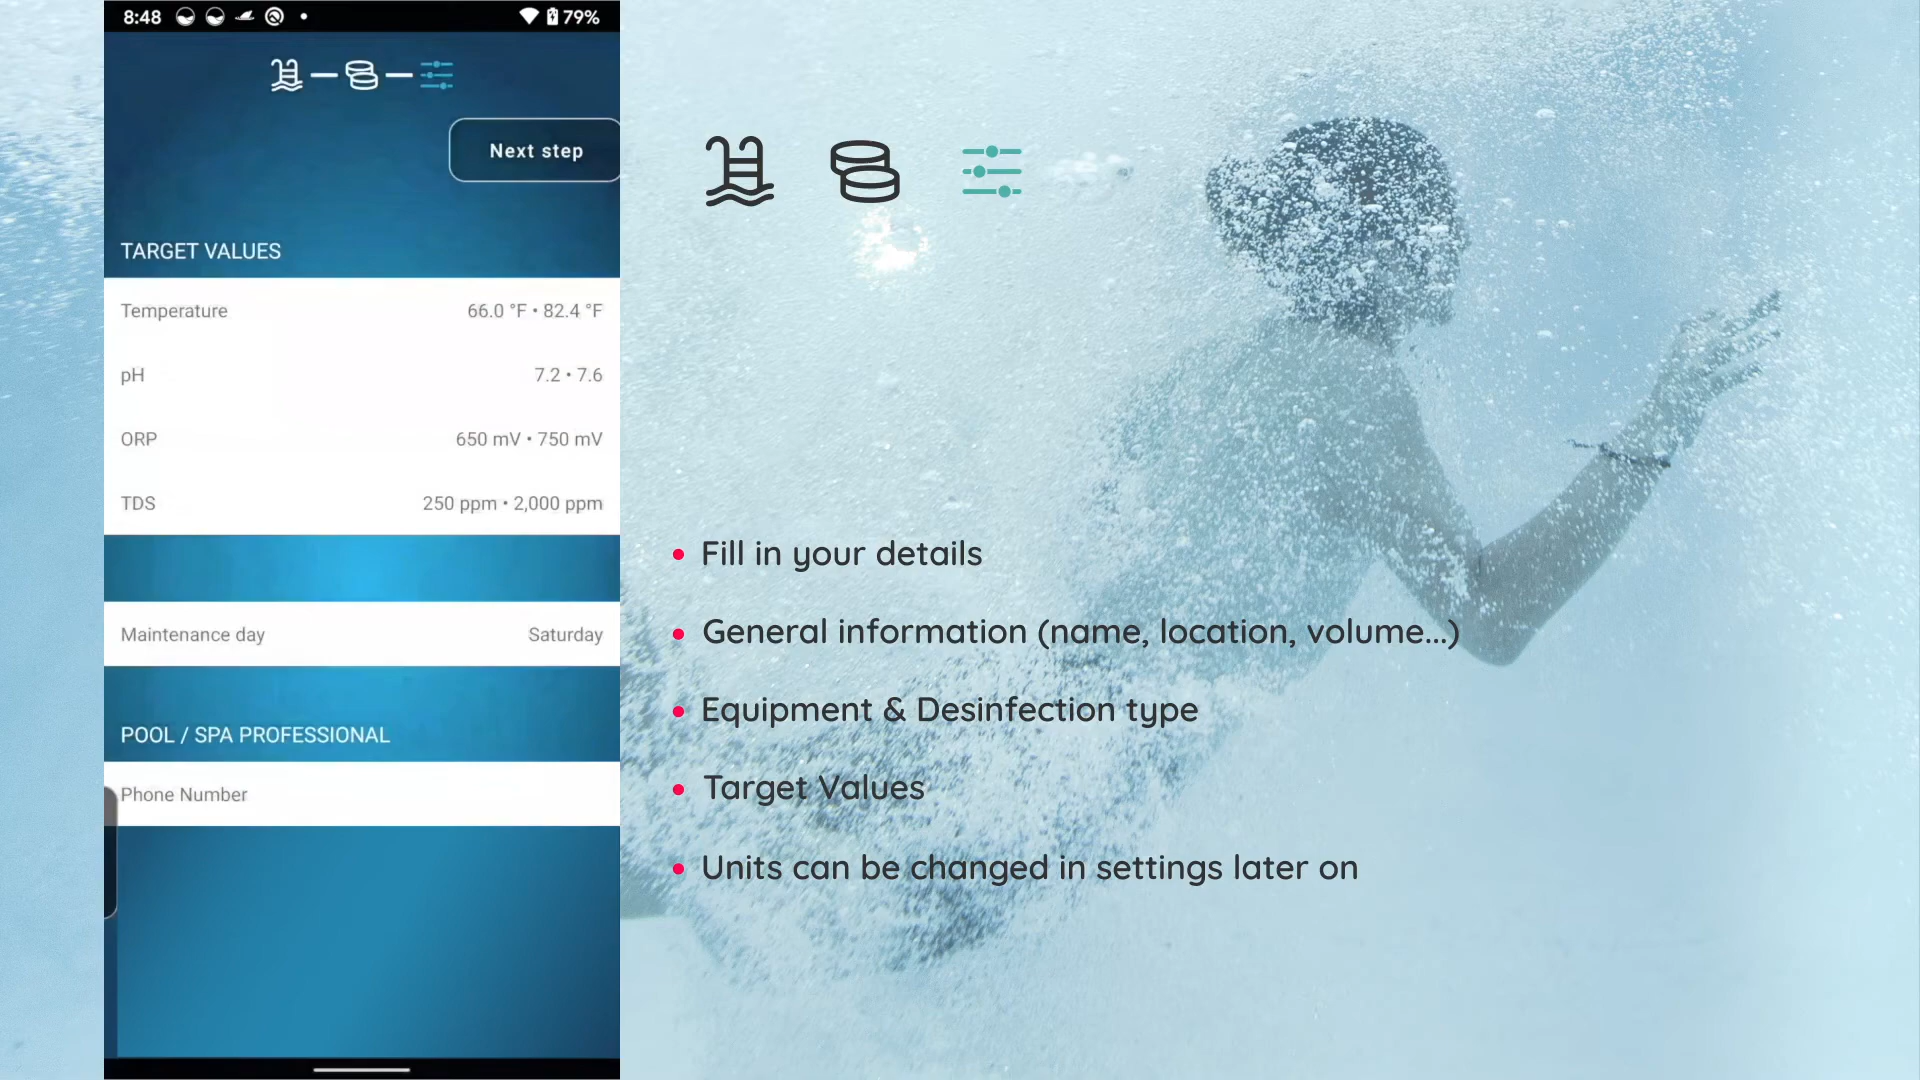 8:48
79%
Next step
TARGET VALUES
Temperature 66.0 °F • 82.4 °F
pH 7.2 • 7.6
ORP 650 mV • 750 mV
TDS 250 ppm • 2,000 ppm
Maintenance day Saturday
POOL / SPA PROFESSIONAL
Phone Number
• Fill in your details
• General information (name, location, volume...)
• Equipment & Desinfection type
• Target Values
• Units can be changed in settings later on